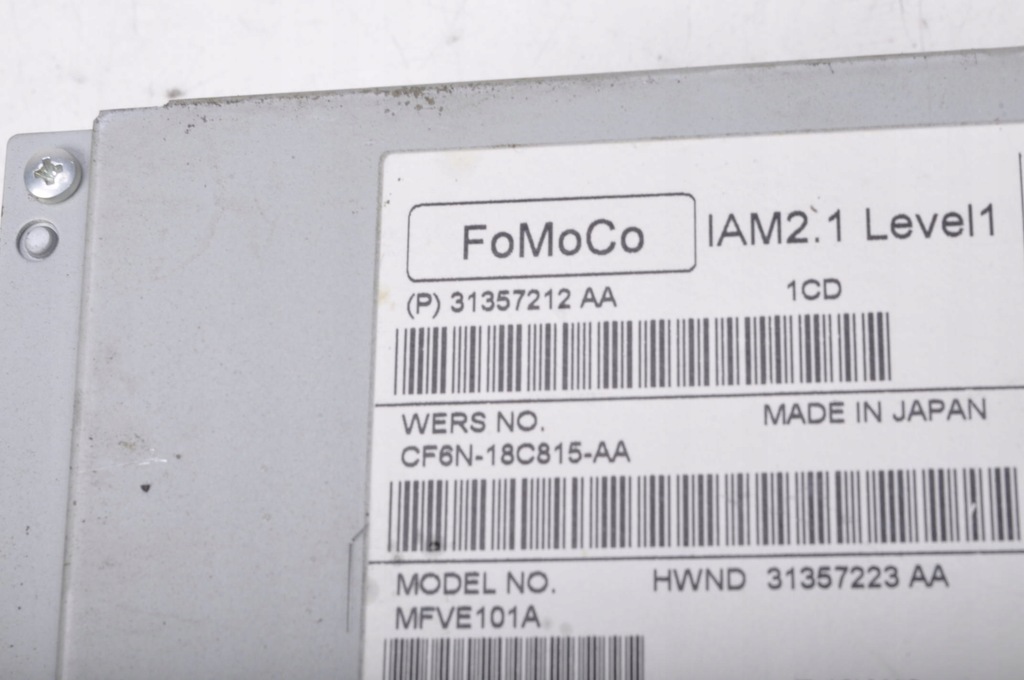 FoMoCo IAM2.1 Level1
(P) 31357212 AA 1CD
WERS NO. MADE IN JAPAN
CF6N-18C815-AA
MODEL NO. HWND 31357223 AA
MFVE101A